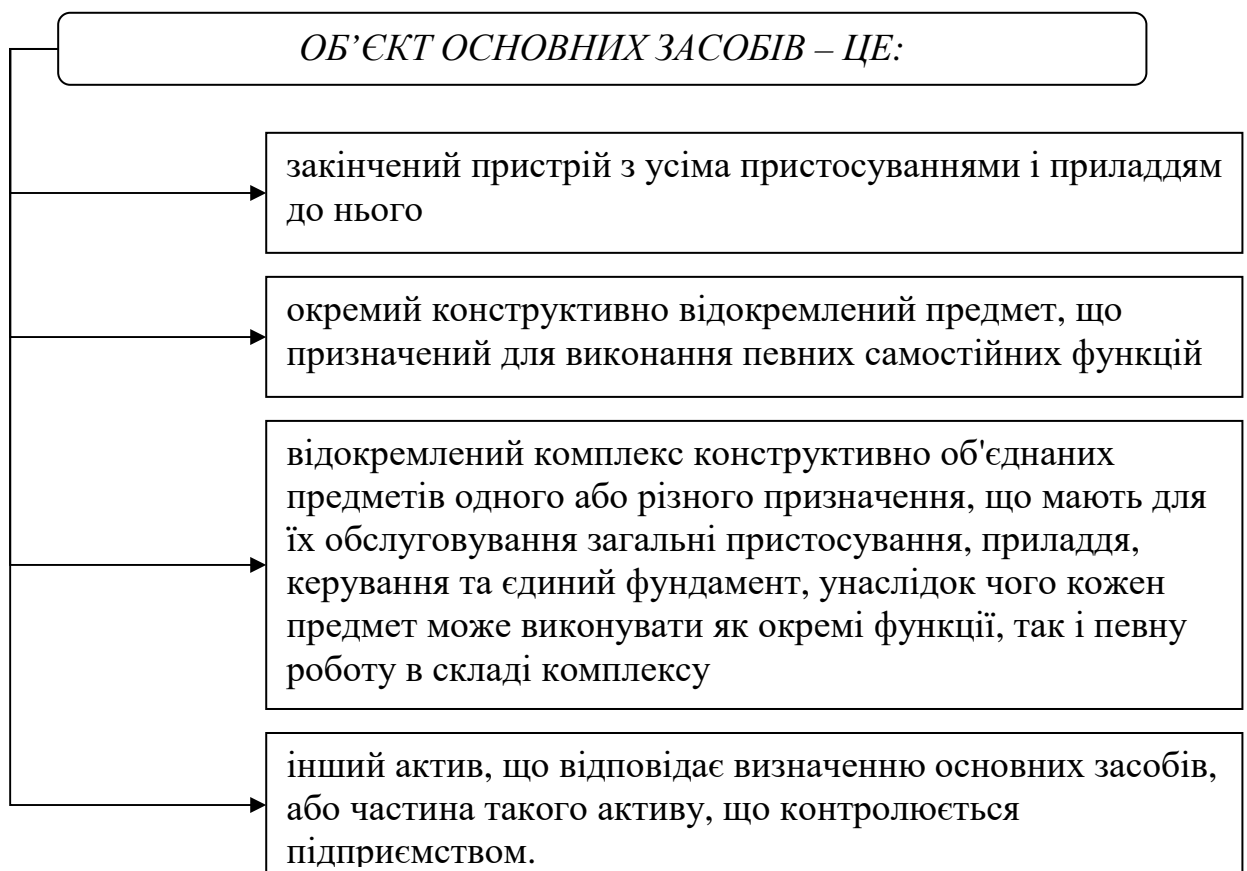 ОБ’ЄКТ ОСНОВНИХ ЗАСОБІВ – ЦЕ:
закінчений пристрій з усіма пристосуваннями і приладдям
до нього
окремий конструктивно відокремлений предмет, що
призначений для виконання певних самостійних функцій
відокремлений комплекс конструктивно об'єднаних
предметів одного або різного призначення, що мають для
їх обслуговування загальні пристосування, приладдя,
керування та єдиний фундамент, унаслідок чого кожен
предмет може виконувати як окремі функції, так і певну
роботу в складі комплексу
інший актив, що відповідає визначенню основних засобів,
або частина такого активу, що контролюється
підприємством.